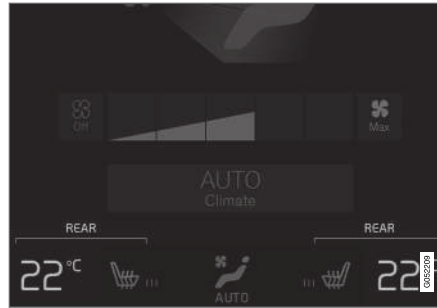 Off
Max
AUTO
Climate
REAR REAR
22°C 22°
AUTO
G052209